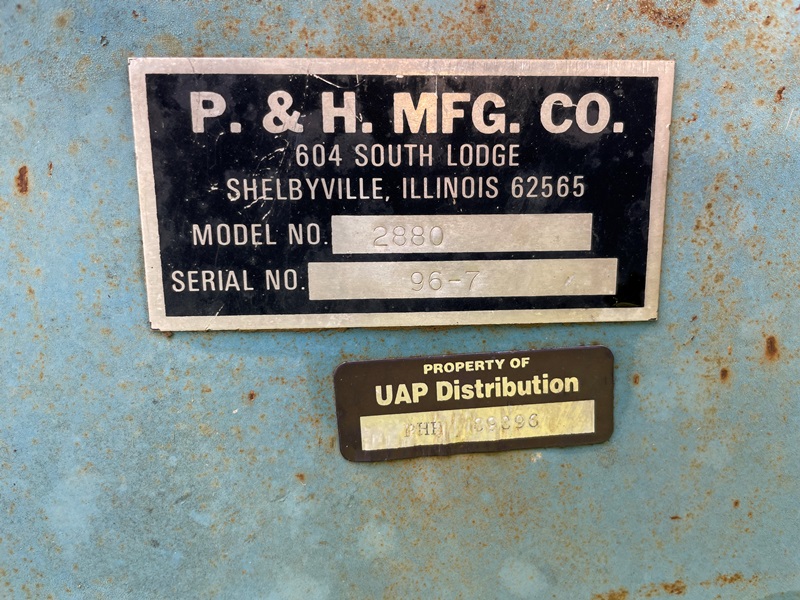 P. & H. MFG. CO.
604 SOUTH LODGE
SHELBYVILLE, ILLINOIS 62565
MODEL NO. 2880
SERIAL NO. 96-7
PROPERTY OF
UAP Distribution